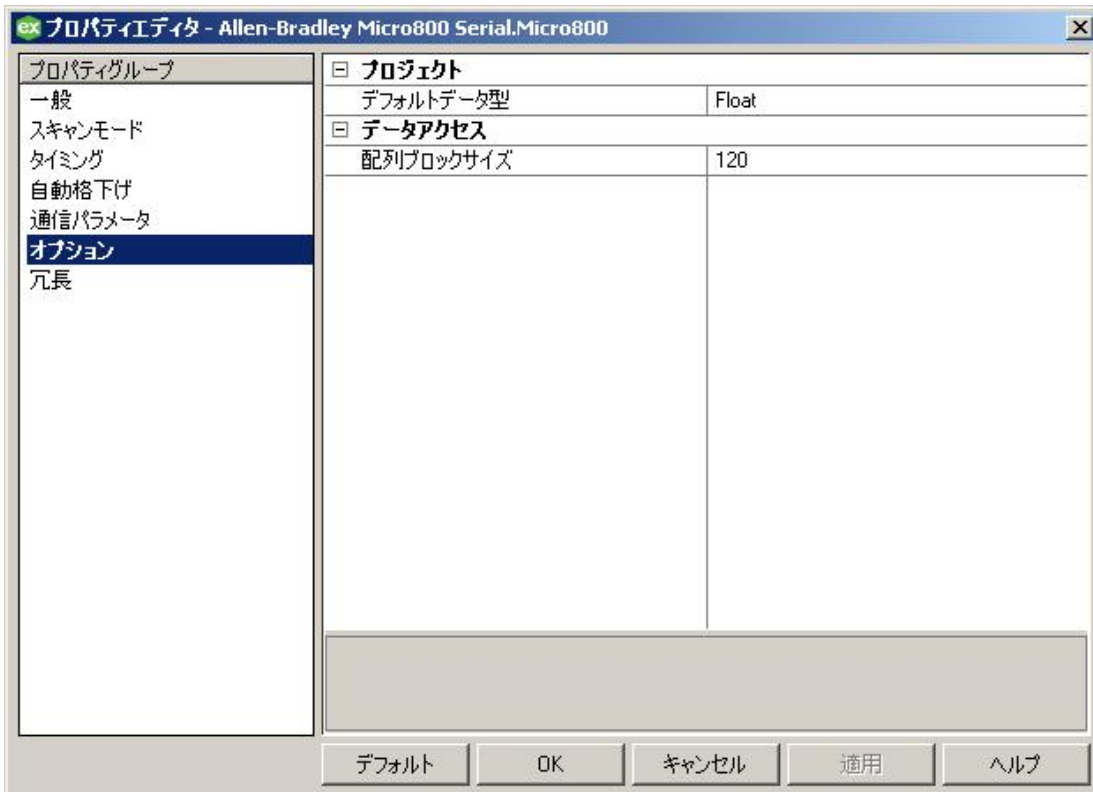 ex プロパティエディタ - Allen-Bradley Micro800 Serial.Micro800
プロパティグループ
一般
スキャンモード
タイミング
自動格下げ
通信パラメータ
オプション
冗長
プロジェクト
デフォルトデータ型 Float
データアクセス
配列ブロックサイズ 120
デフォルト OK キャンセル 適用 ヘルプ